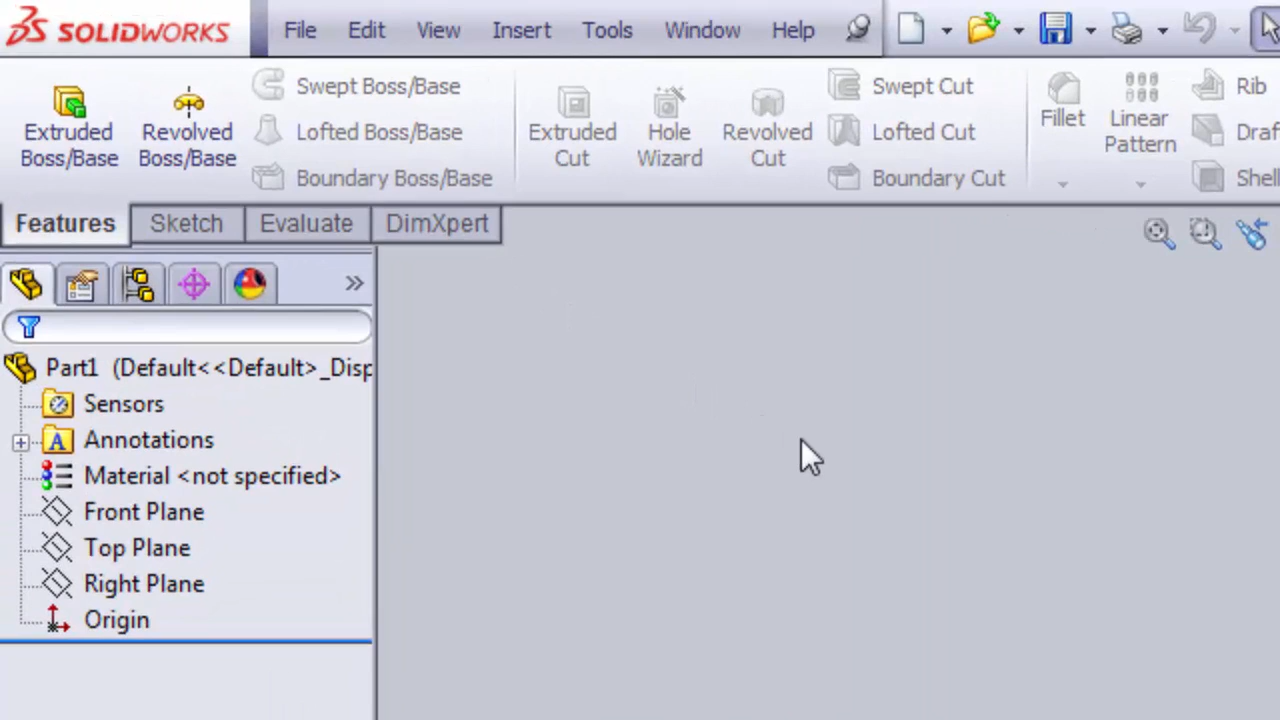 SOLIDWORKS File Edit View Insert Tools Window Help
Extruded Boss/Base
Revolved Boss/Base
Swept Boss/Base
Lofted Boss/Base
Boundary Boss/Base
Extruded Cut
Hole Wizard
Revolved Cut
Swept Cut
Lofted Cut
Boundary Cut
Fillet
Linear Pattern
Rib
Draf
Shell
Features Sketch Evaluate DimXpert
Part1 (Default<<Default>_Disp
Sensors
A Annotations
Material <not specified>
Front Plane
Top Plane
Right Plane
Origin